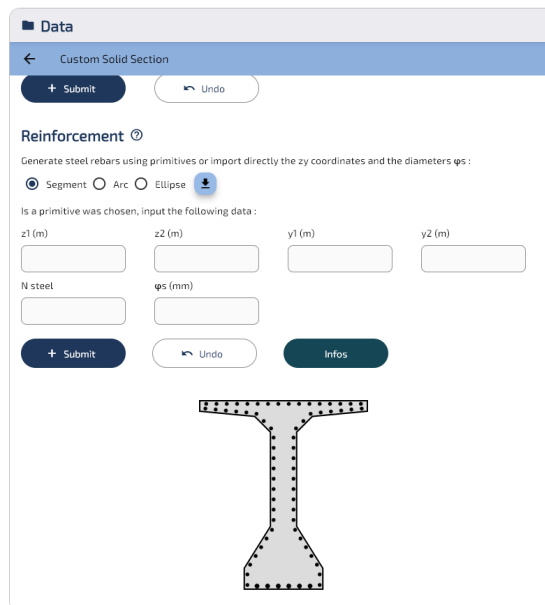 Data
Custom Solid Section
+ Submit
Undo
Reinforcement
Generate steel rebars using primitives or import directly the zy coordinates and the diameters φs :
Segment Arc Ellipse
Is a primitive was chosen, input the following data :
z1 (m) z2 (m) y1 (m) y2 (m)
N steel φs (mm)
+ Submit Undo Infos